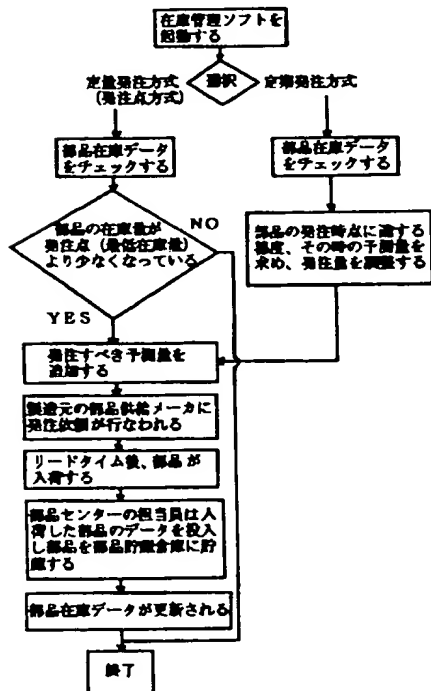 在庫管理ソフトを
起動する
選択
定量発注方式
(発注点方式)
定期発注方式
部品在庫データ
をチェックする
部品在庫データ
をチェックする
部品の在庫量が
発注点（最低在庫量）
より少なくなっている
NO
YES
部品の発注時点に達する
都度、その時の予測量を
求め、発注量を調整する
発注すべき予測量を
追加する
製造元の部品供給メーカに
発注依頼が行なわれる
リードタイム後、部品が
入荷する
部品センターの担当員は入
荷した部品のデータを投入
し部品を部品貯蔵倉庫に貯
蔵する
部品在庫データが更新される
終了